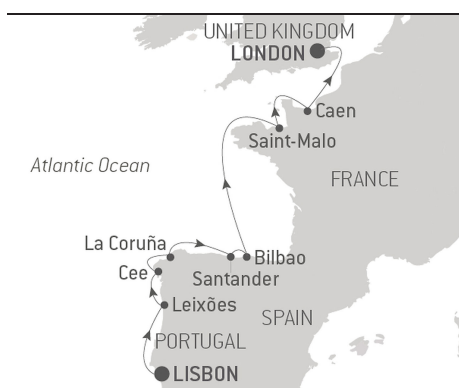 UNITED KINGDOM
LONDON
Caen
Saint-Malo
Atlantic Ocean
FRANCE
La Coruña
Bilbao
Cee
Santander
Leixões
SPAIN
PORTUGAL
LISBON